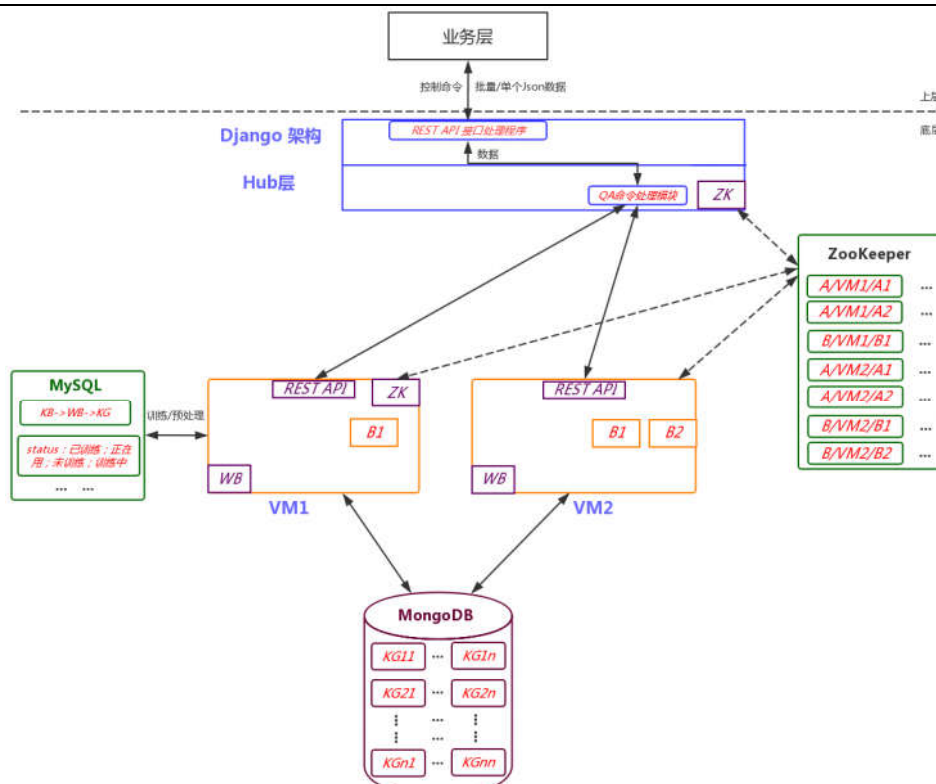 业务层
控制命令
批量/单个Json数据
上层
底层
Django 架构
REST API 接口处理程序
数据
Hub层
QA命令处理模块
ZK
ZooKeeper
A/VM1/A1 ...
A/VM1/A2 ...
B/VM1/B1 ...
A/VM2/A1 ...
A/VM2/A2 ...
B/VM2/B1 ...
B/VM2/B2 ...
MySQL
KB->WB->KG
status：已训练；正在
用；未训练；训练中
... ...
训练/预处理
REST API
ZK
B1
WB
VM1
REST API
B1
B2
WB
VM2
MongoDB
KG11 ... KG1n
KG21 ... KG2n
⋮ ... ⋮
⋮ ... ⋮
KGn1 ... KGnn